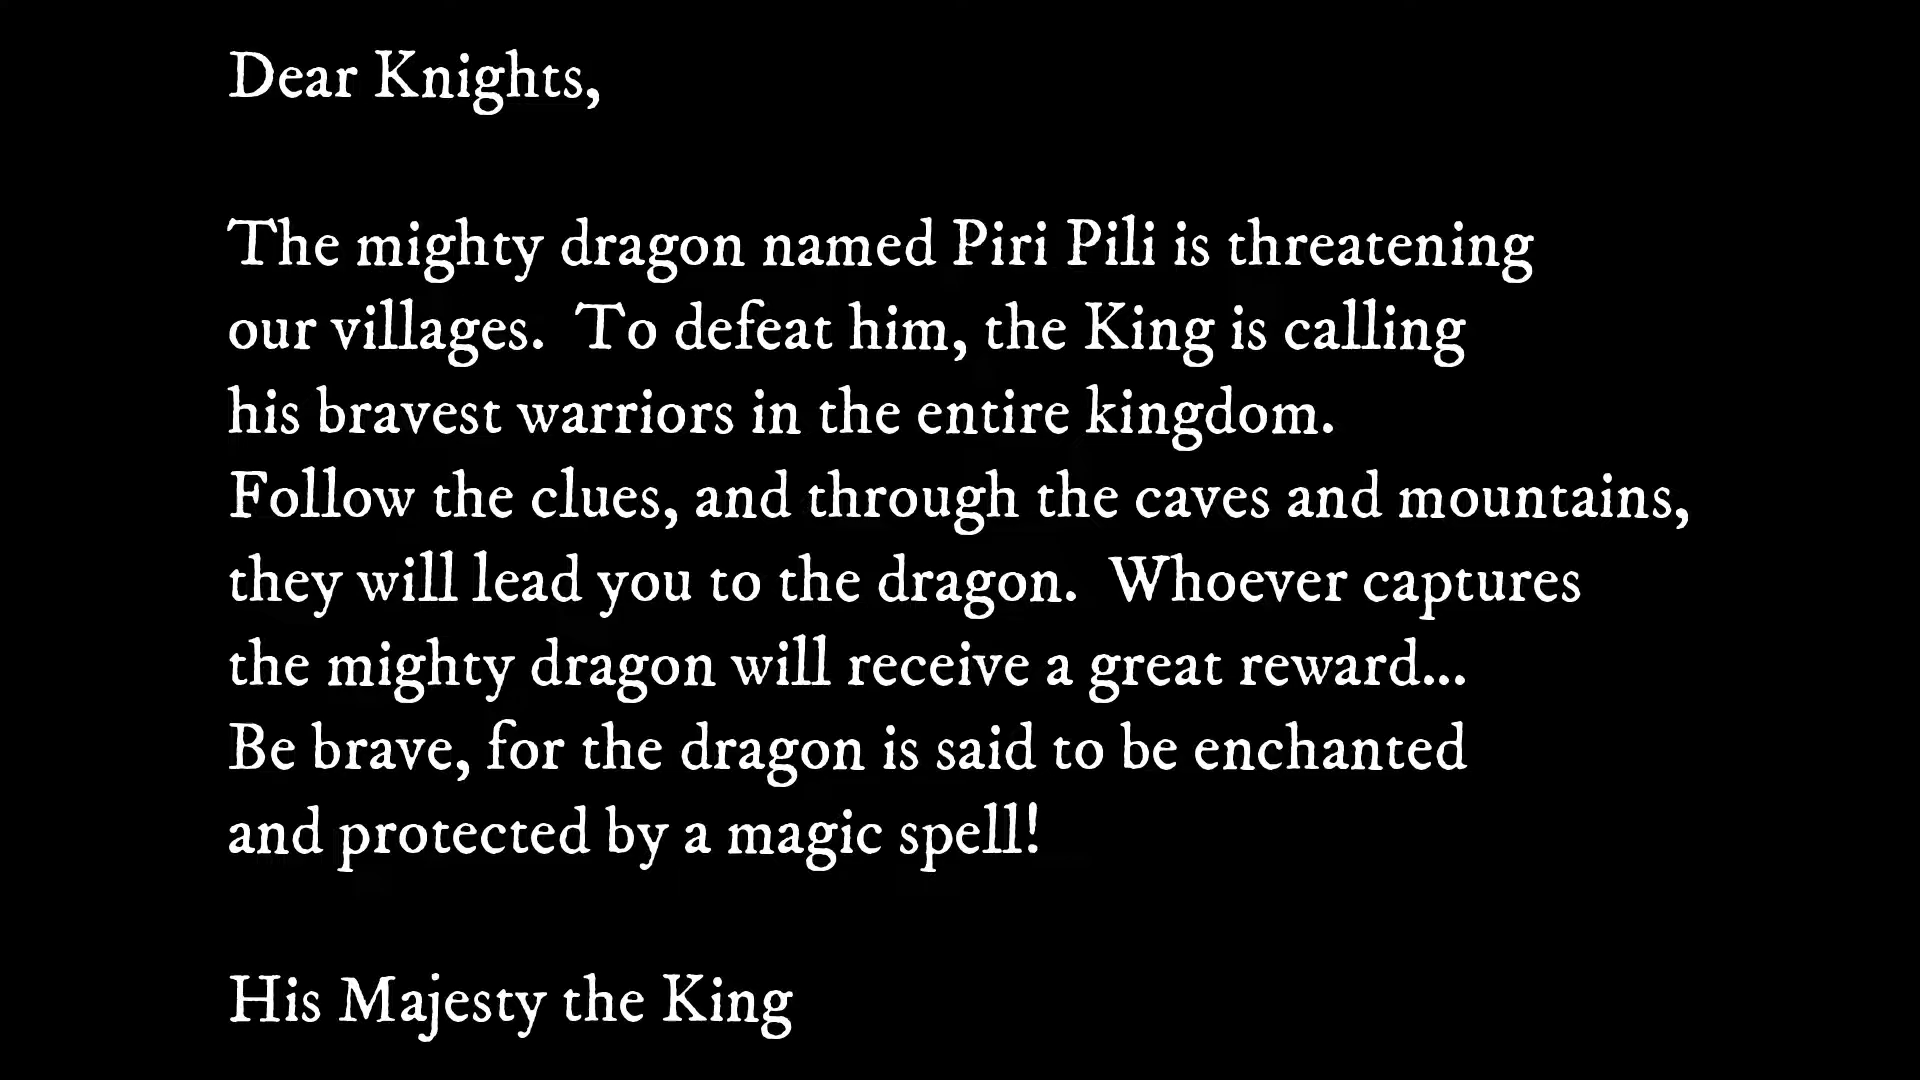 Dear Knights,
The mighty dragon named Piri Pili is threatening
our villages.  To defeat him, the King is calling
his bravest warriors in the entire kingdom.
Follow the clues, and through the caves and mountains,
they will lead you to the dragon.  Whoever captures
the mighty dragon will receive a great reward...
Be brave, for the dragon is said to be enchanted
and protected by a magic spell!
His Majesty the King